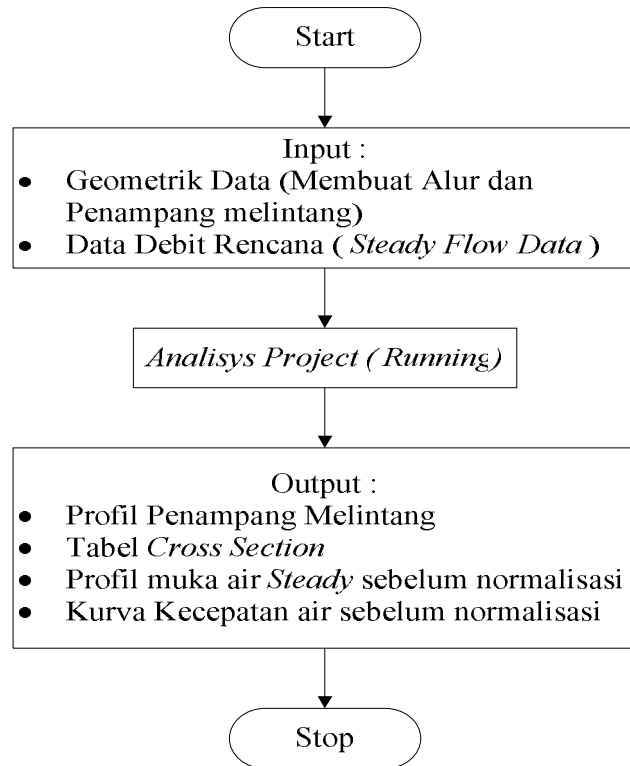 Start
Input :
• Geometrik Data (Membuat Alur dan
Penampang melintang)
• Data Debit Rencana ( Steady Flow Data )
Analisys Project ( Running)
Output :
• Profil Penampang Melintang
• Tabel Cross Section
• Profil muka air Steady sebelum normalisasi
• Kurva Kecepatan air sebelum normalisasi
Stop